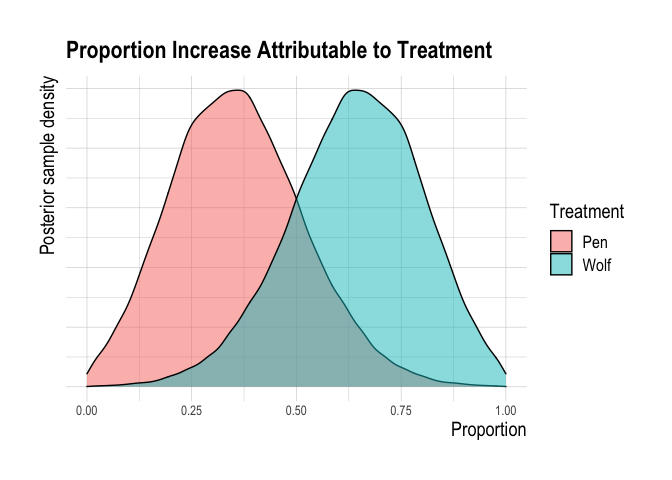 Proportion Increase Attributable to Treatment
Posterior sample density
Treatment
Pen
Wolf
0.00 0.25 0.50 0.75 1.00
Proportion